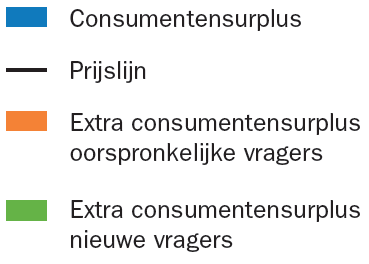 Consumentensurplus
Prijslijn
Extra consumentensurplus
oorspronkelijke vragers
Extra consumentensurplus
nieuwe vragers